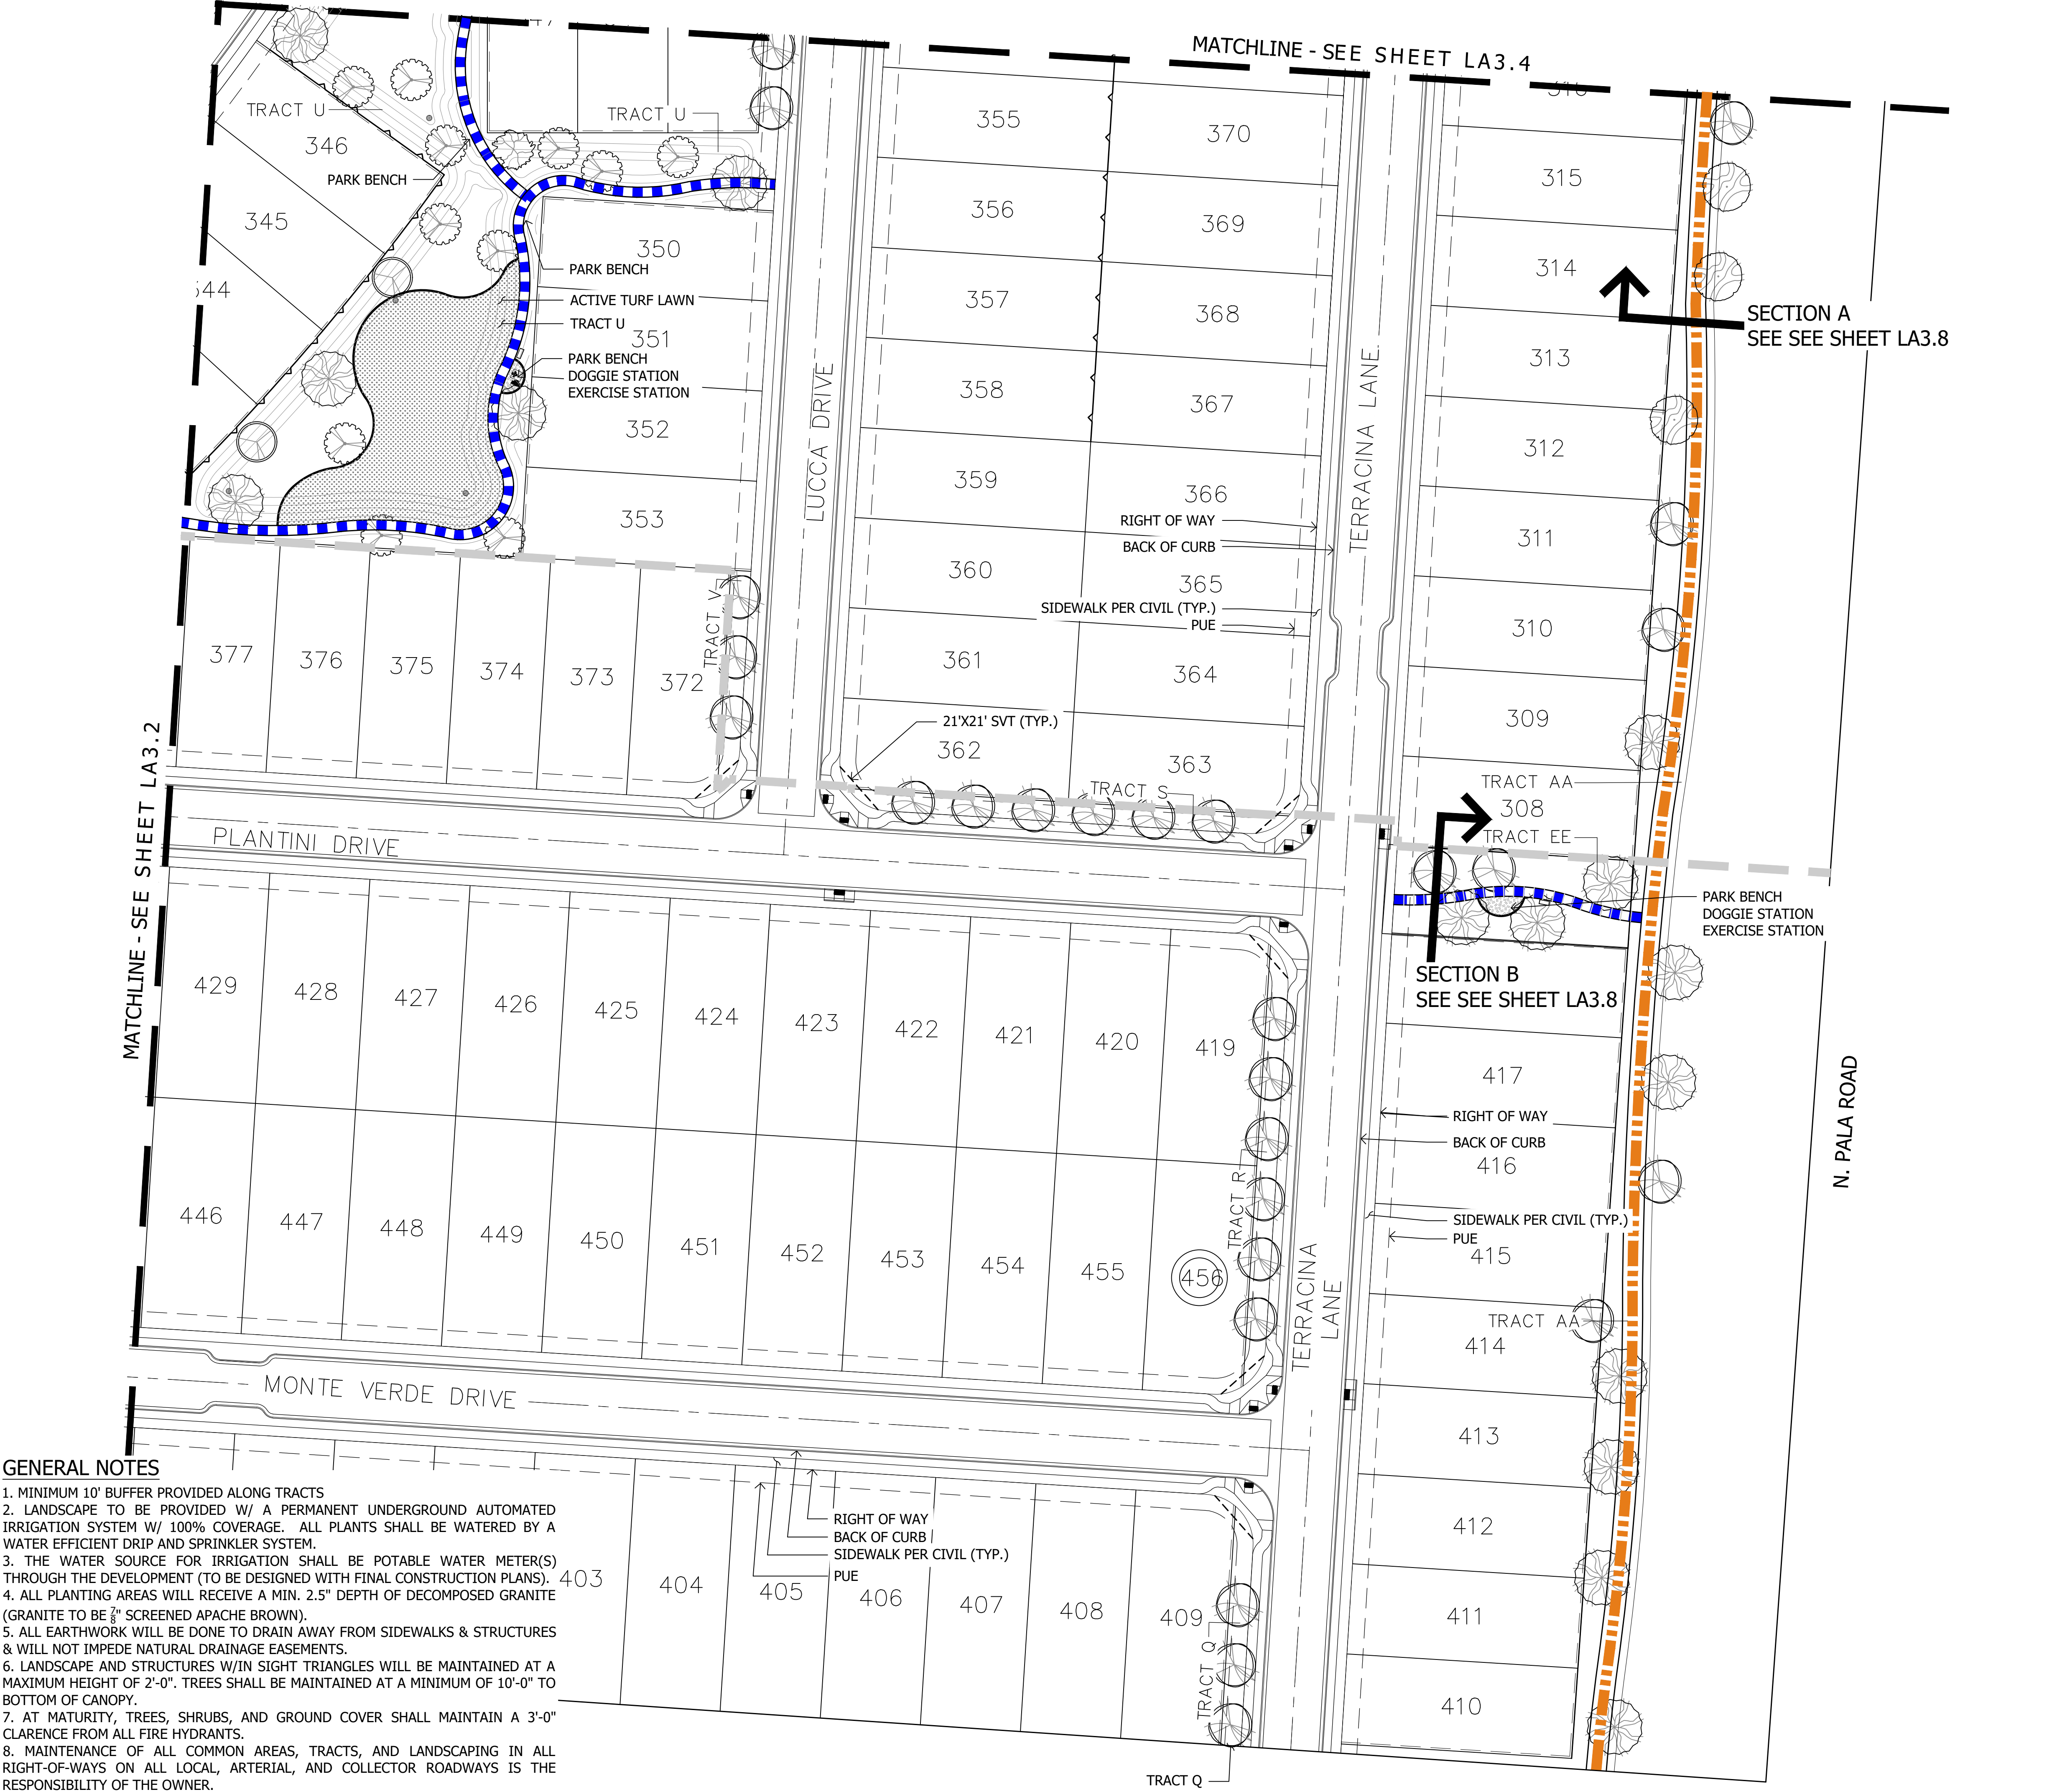 MATCHLINE - SEE SHEET LA3.4
TRACT U
TRACT U
346
PARK BENCH
345
350
PARK BENCH
ACTIVE TURF LAWN
TRACT U
351
PARK BENCH
DOGGIE STATION
EXERCISE STATION
352
353
LUCCA DRIVE
355
370
356
369
357
368
358
367
359
366
RIGHT OF WAY
BACK OF CURB
360
365
SIDEWALK PER CIVIL (TYP.)
PUE
361
364
21'X21' SVT (TYP.)
362
363
TRACT S
TERRACINA LANE
315
314
SECTION A
SEE SEE SHEET LA3.8
313
312
311
310
309
TRACT AA
308
TRACT EE
PARK BENCH
DOGGIE STATION
EXERCISE STATION
SECTION B
SEE SEE SHEET LA3.8
TRACT V
377
376
375
374
373
372
MATCHLINE - SEE SHEET LA3.2
PLANTINI DRIVE
429
428
427
426
425
424
423
422
421
420
419
417
RIGHT OF WAY
BACK OF CURB
416
N. PALA ROAD
446
447
448
449
450
451
452
453
454
455
456
TRACT R
TERRACINA
LANE
SIDEWALK PER CIVIL (TYP.)
PUE
415
TRACT AA
414
413
412
411
410
MONTE VERDE DRIVE
RIGHT OF WAY
BACK OF CURB
SIDEWALK PER CIVIL (TYP.)
PUE
403
404
405
406
407
408
409
TRACT Q
TRACT Q
GENERAL NOTES
1. MINIMUM 10' BUFFER PROVIDED ALONG TRACTS
2. LANDSCAPE TO BE PROVIDED W/ A PERMANENT UNDERGROUND AUTOMATED
IRRIGATION SYSTEM W/ 100% COVERAGE. ALL PLANTS SHALL BE WATERED BY A
WATER EFFICIENT DRIP AND SPRINKLER SYSTEM.
3. THE WATER SOURCE FOR IRRIGATION SHALL BE POTABLE WATER METER(S)
THROUGH THE DEVELOPMENT (TO BE DESIGNED WITH FINAL CONSTRUCTION PLANS).
4. ALL PLANTING AREAS WILL RECEIVE A MIN. 2.5" DEPTH OF DECOMPOSED GRANITE
(GRANITE TO BE 7/8" SCREENED APACHE BROWN).
5. ALL EARTHWORK WILL BE DONE TO DRAIN AWAY FROM SIDEWALKS & STRUCTURES
& WILL NOT IMPEDE NATURAL DRAINAGE EASEMENTS.
6. LANDSCAPE AND STRUCTURES W/IN SIGHT TRIANGLES WILL BE MAINTAINED AT A
MAXIMUM HEIGHT OF 2'-0". TREES SHALL BE MAINTAINED AT A MINIMUM OF 10'-0" TO
BOTTOM OF CANOPY.
7. AT MATURITY, TREES, SHRUBS, AND GROUND COVER SHALL MAINTAIN A 3'-0"
CLARENCE FROM ALL FIRE HYDRANTS.
8. MAINTENANCE OF ALL COMMON AREAS, TRACTS, AND LANDSCAPING IN ALL
RIGHT-OF-WAYS ON ALL LOCAL, ARTERIAL, AND COLLECTOR ROADWAYS IS THE
RESPONSIBILITY OF THE OWNER.